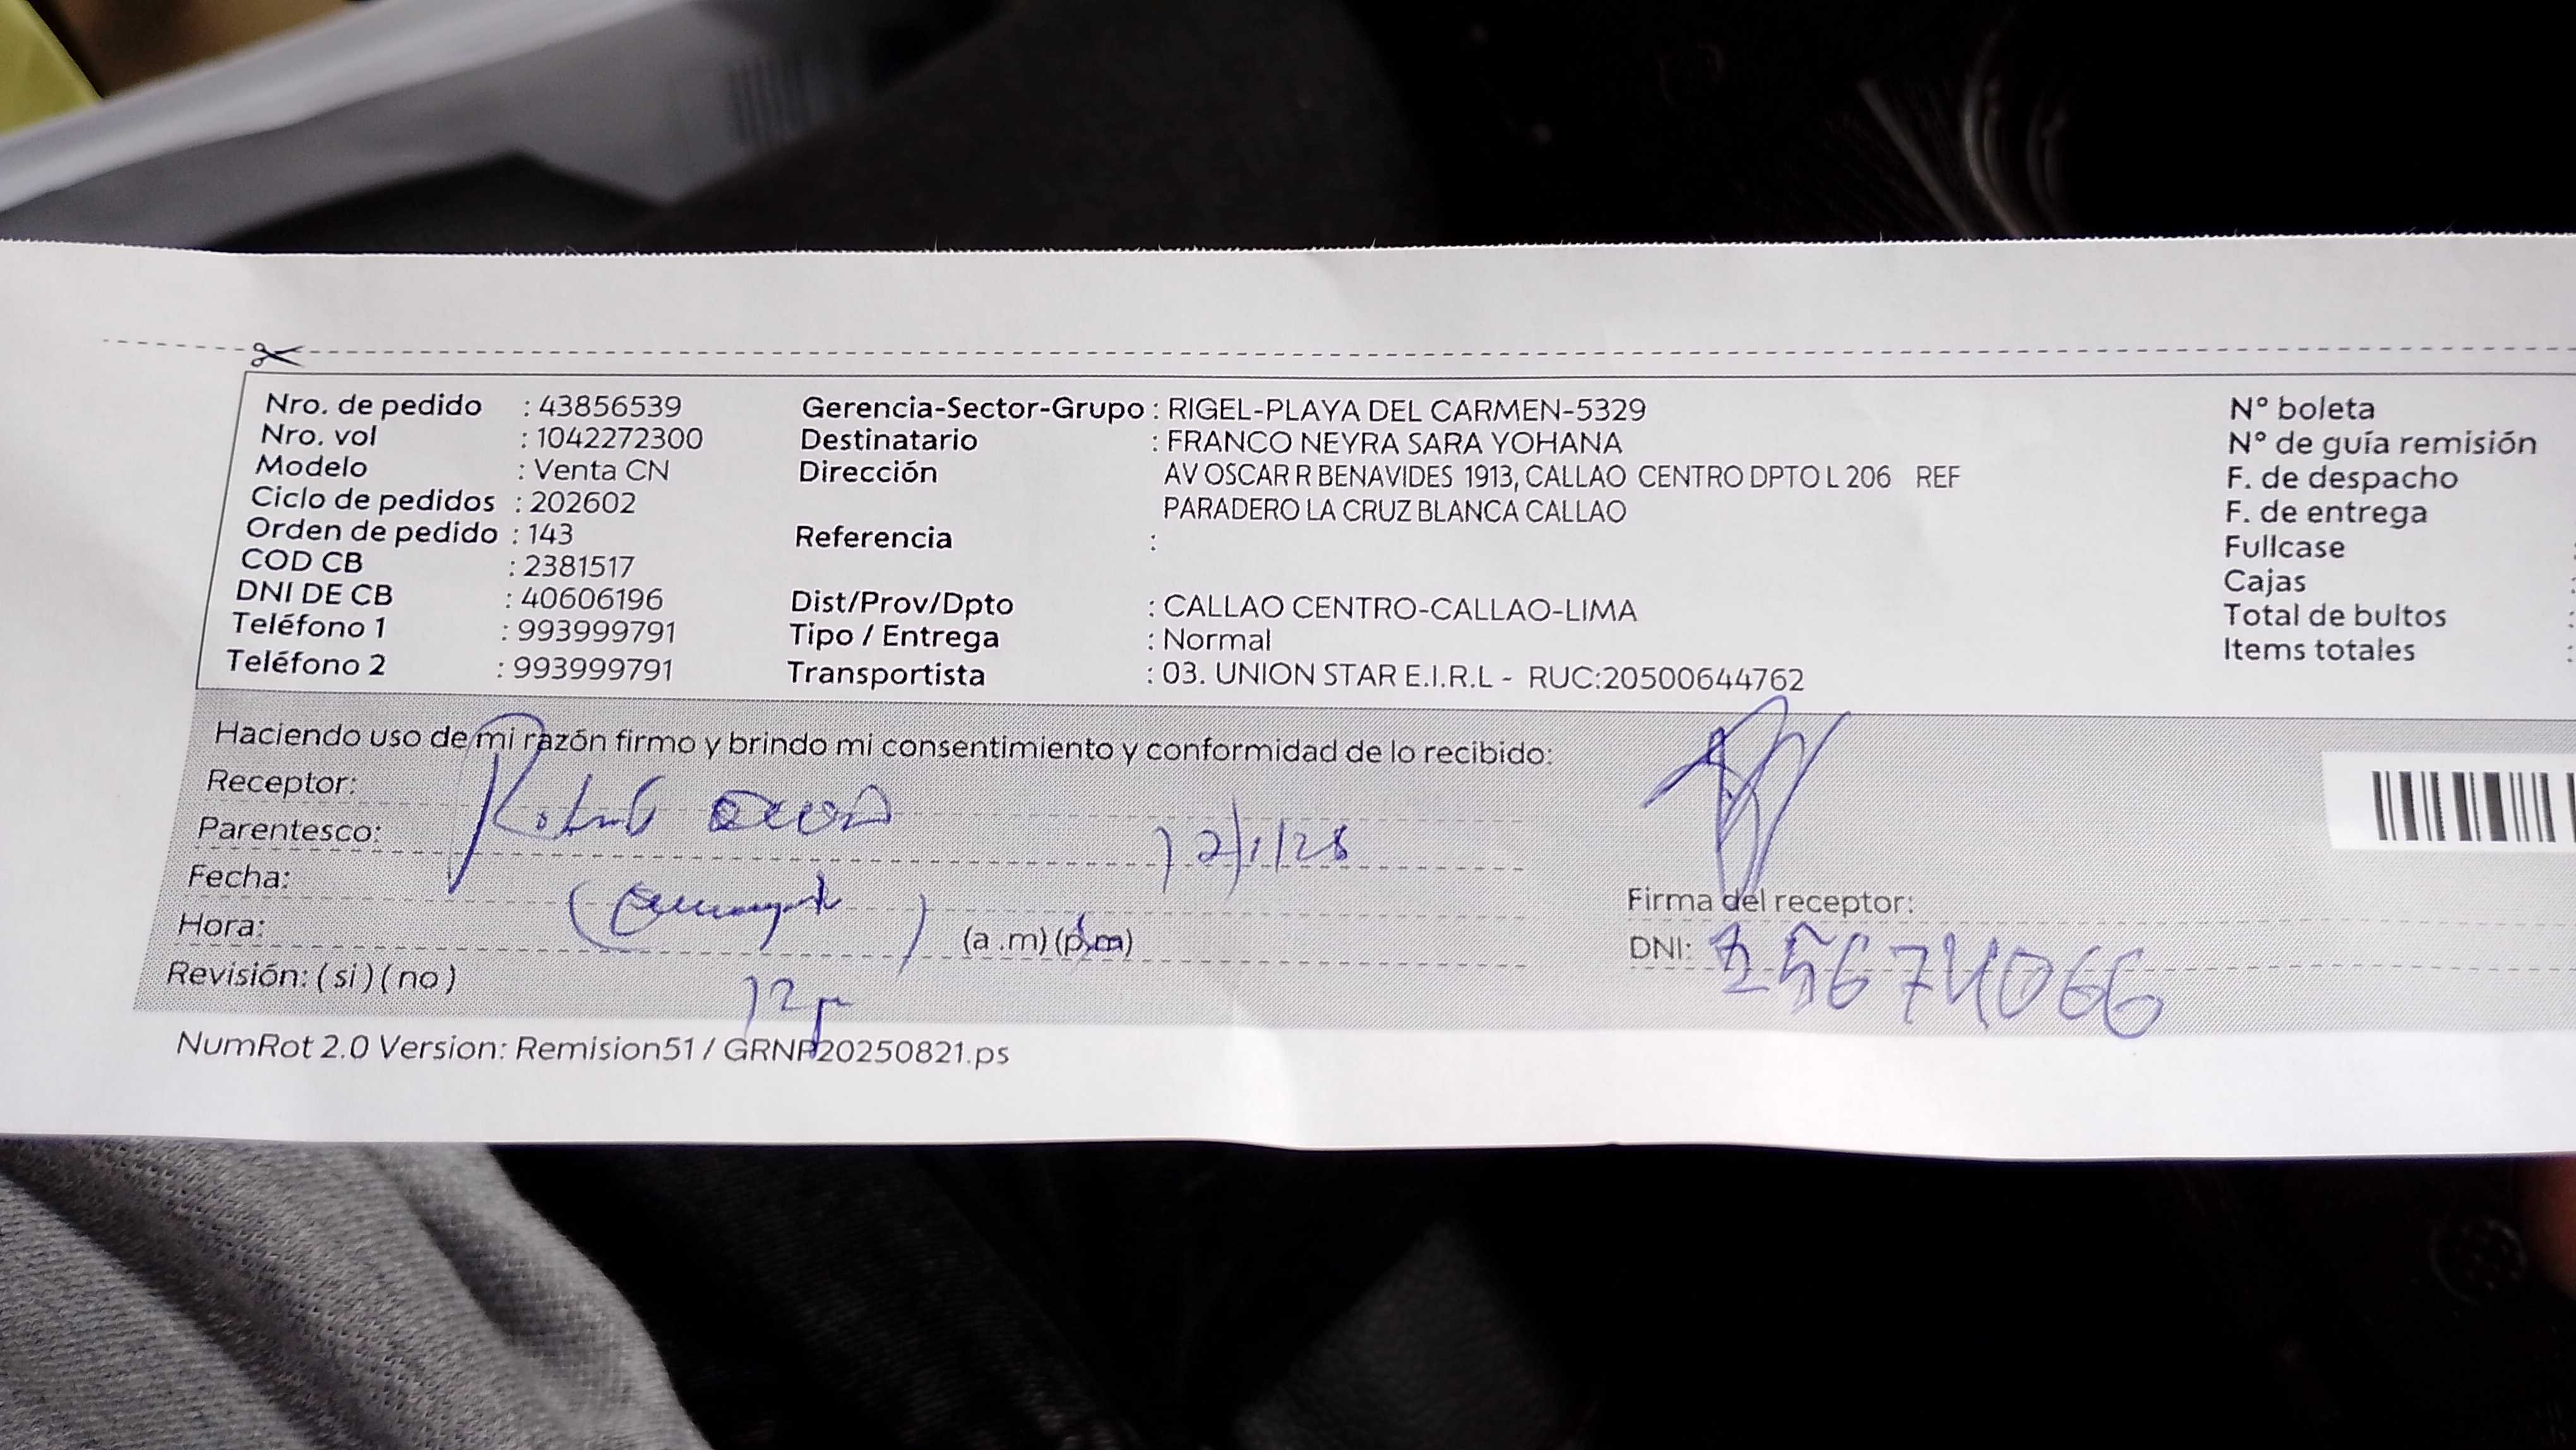 Nro. de pedido : 43856539 Gerencia-Sector-Grupo : RIGEL-PLAYA DEL CARMEN-5329 N° boleta
Nro. vol : 1042272300 Destinatario : FRANCO NEYRA SARA YOHANA N° de guía remisión
Modelo : Venta CN Dirección AV OSCAR R BENAVIDES 1913, CALLAO CENTRO DPTO L 206 REF F. de despacho
Ciclo de pedidos : 202602 PARADERO LA CRUZ BLANCA CALLAO F. de entrega
Orden de pedido : 143 Referencia : Fullcase
COD CB : 2381517 Cajas
DNI DE CB : 40606196 Dist/Prov/Dpto : CALLAO CENTRO-CALLAO-LIMA Total de bultos
Teléfono 1 : 993999791 Tipo / Entrega : Normal Items totales
Teléfono 2 : 993999791 Transportista : 03. UNION STAR E.I.R.L - RUC:20500644762
Haciendo uso de mi razón firmo y brindo mi consentimiento y conformidad de lo recibido:
Receptor:
Parentesco:
Fecha:
Firma del receptor:
Hora: (a .m) (p.m)
DNI: 25674066
Revisión: ( si ) ( no )
NumRot 2.0 Version: Remision51 / GRNP20250821.ps